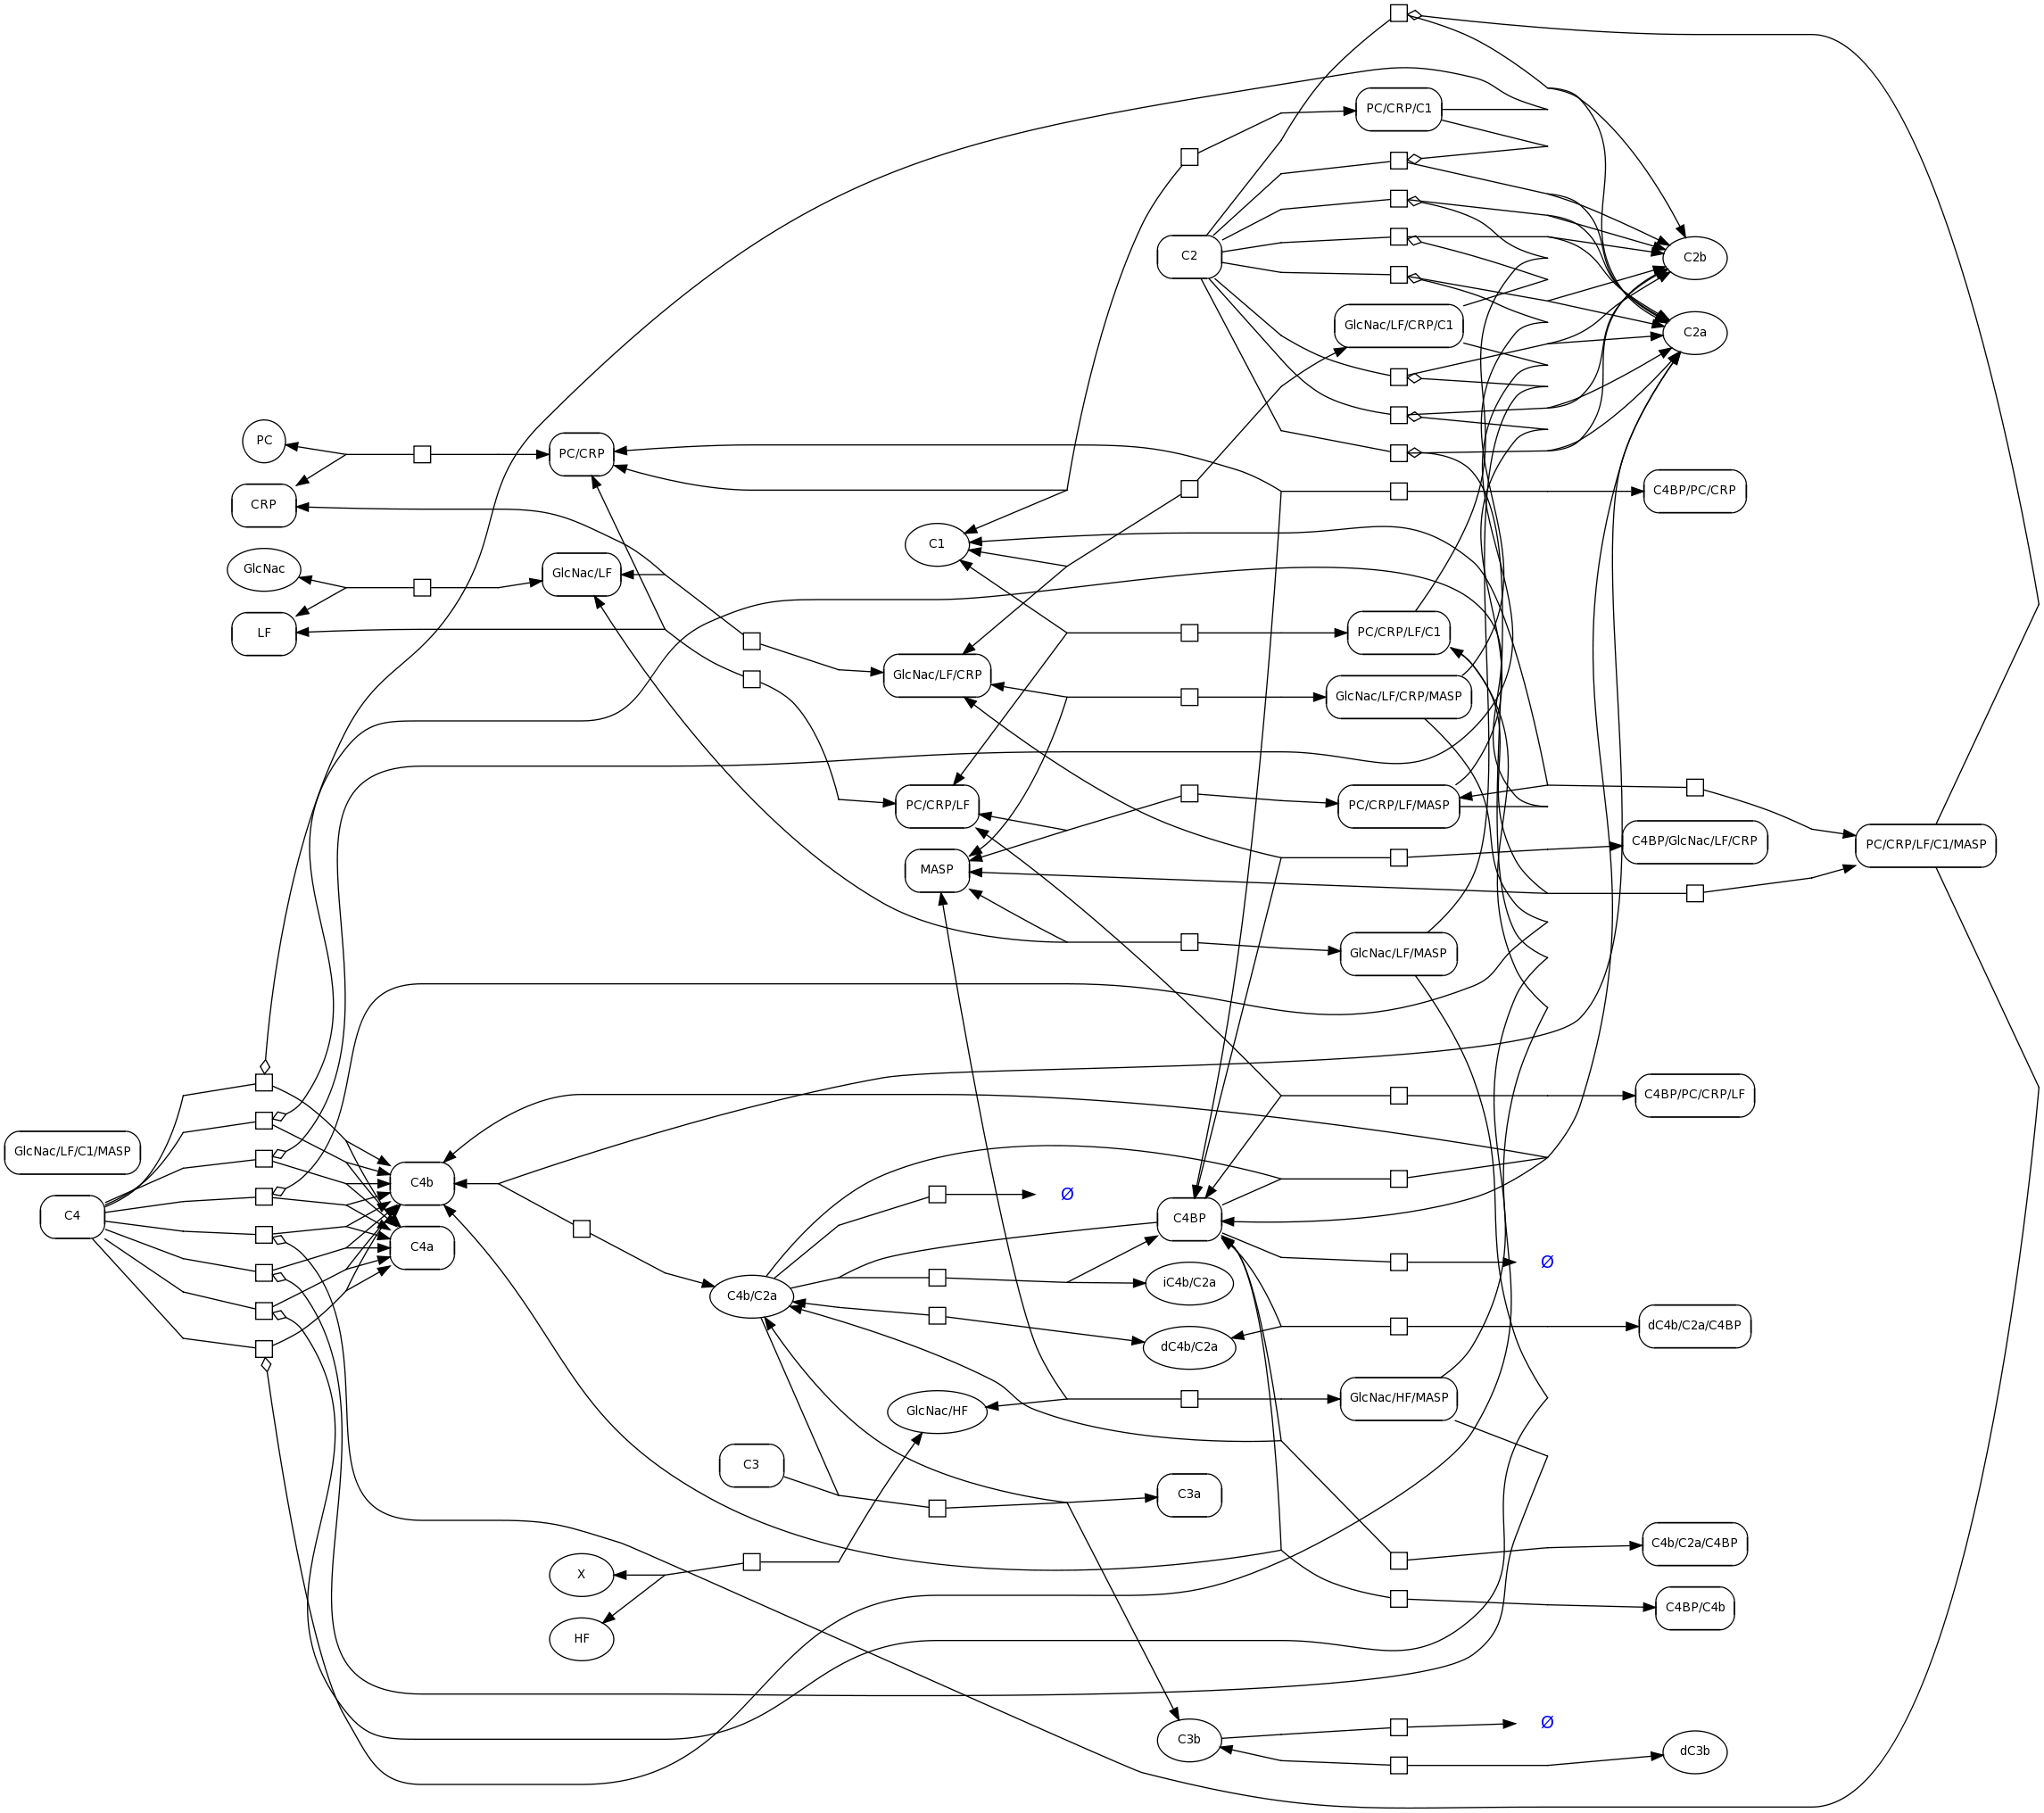 PC/CRP/C1
C2
C2b
GlcNac/LF/CRP/C1
C2a
PC
PC/CRP
CRP
C4BP/PC/CRP
C1
GlcNac
GlcNac/LF
LF
PC/CRP/LF/C1
GlcNac/LF/CRP
GlcNac/LF/CRP/MASP
PC/CRP/LF
PC/CRP/LF/MASP
C4BP/GlcNac/LF/CRP
PC/CRP/LF/C1/MASP
MASP
GlcNac/LF/MASP
C4BP/PC/CRP/LF
GlcNac/LF/C1/MASP
C4b
Ø
C4
C4BP
C4a
Ø
C4b/C2a
iC4b/C2a
dC4b/C2a
dC4b/C2a/C4BP
GlcNac/HF
GlcNac/HF/MASP
C3
C3a
C4b/C2a/C4BP
X
C4BP/C4b
HF
C3b
Ø
dC3b